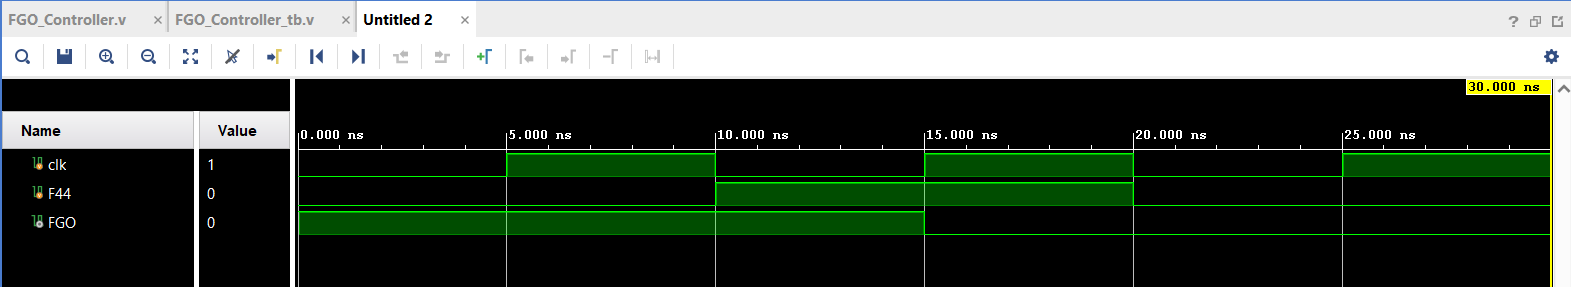 FGO_Controller.v × FGO_Controller_tb.v × Untitled 2 × ?
30.000 ns
Name Value 0.000 ns 5.000 ns 10.000 ns 15.000 ns 20.000 ns 25.000 ns
clk 1
F44 0
FGO 0